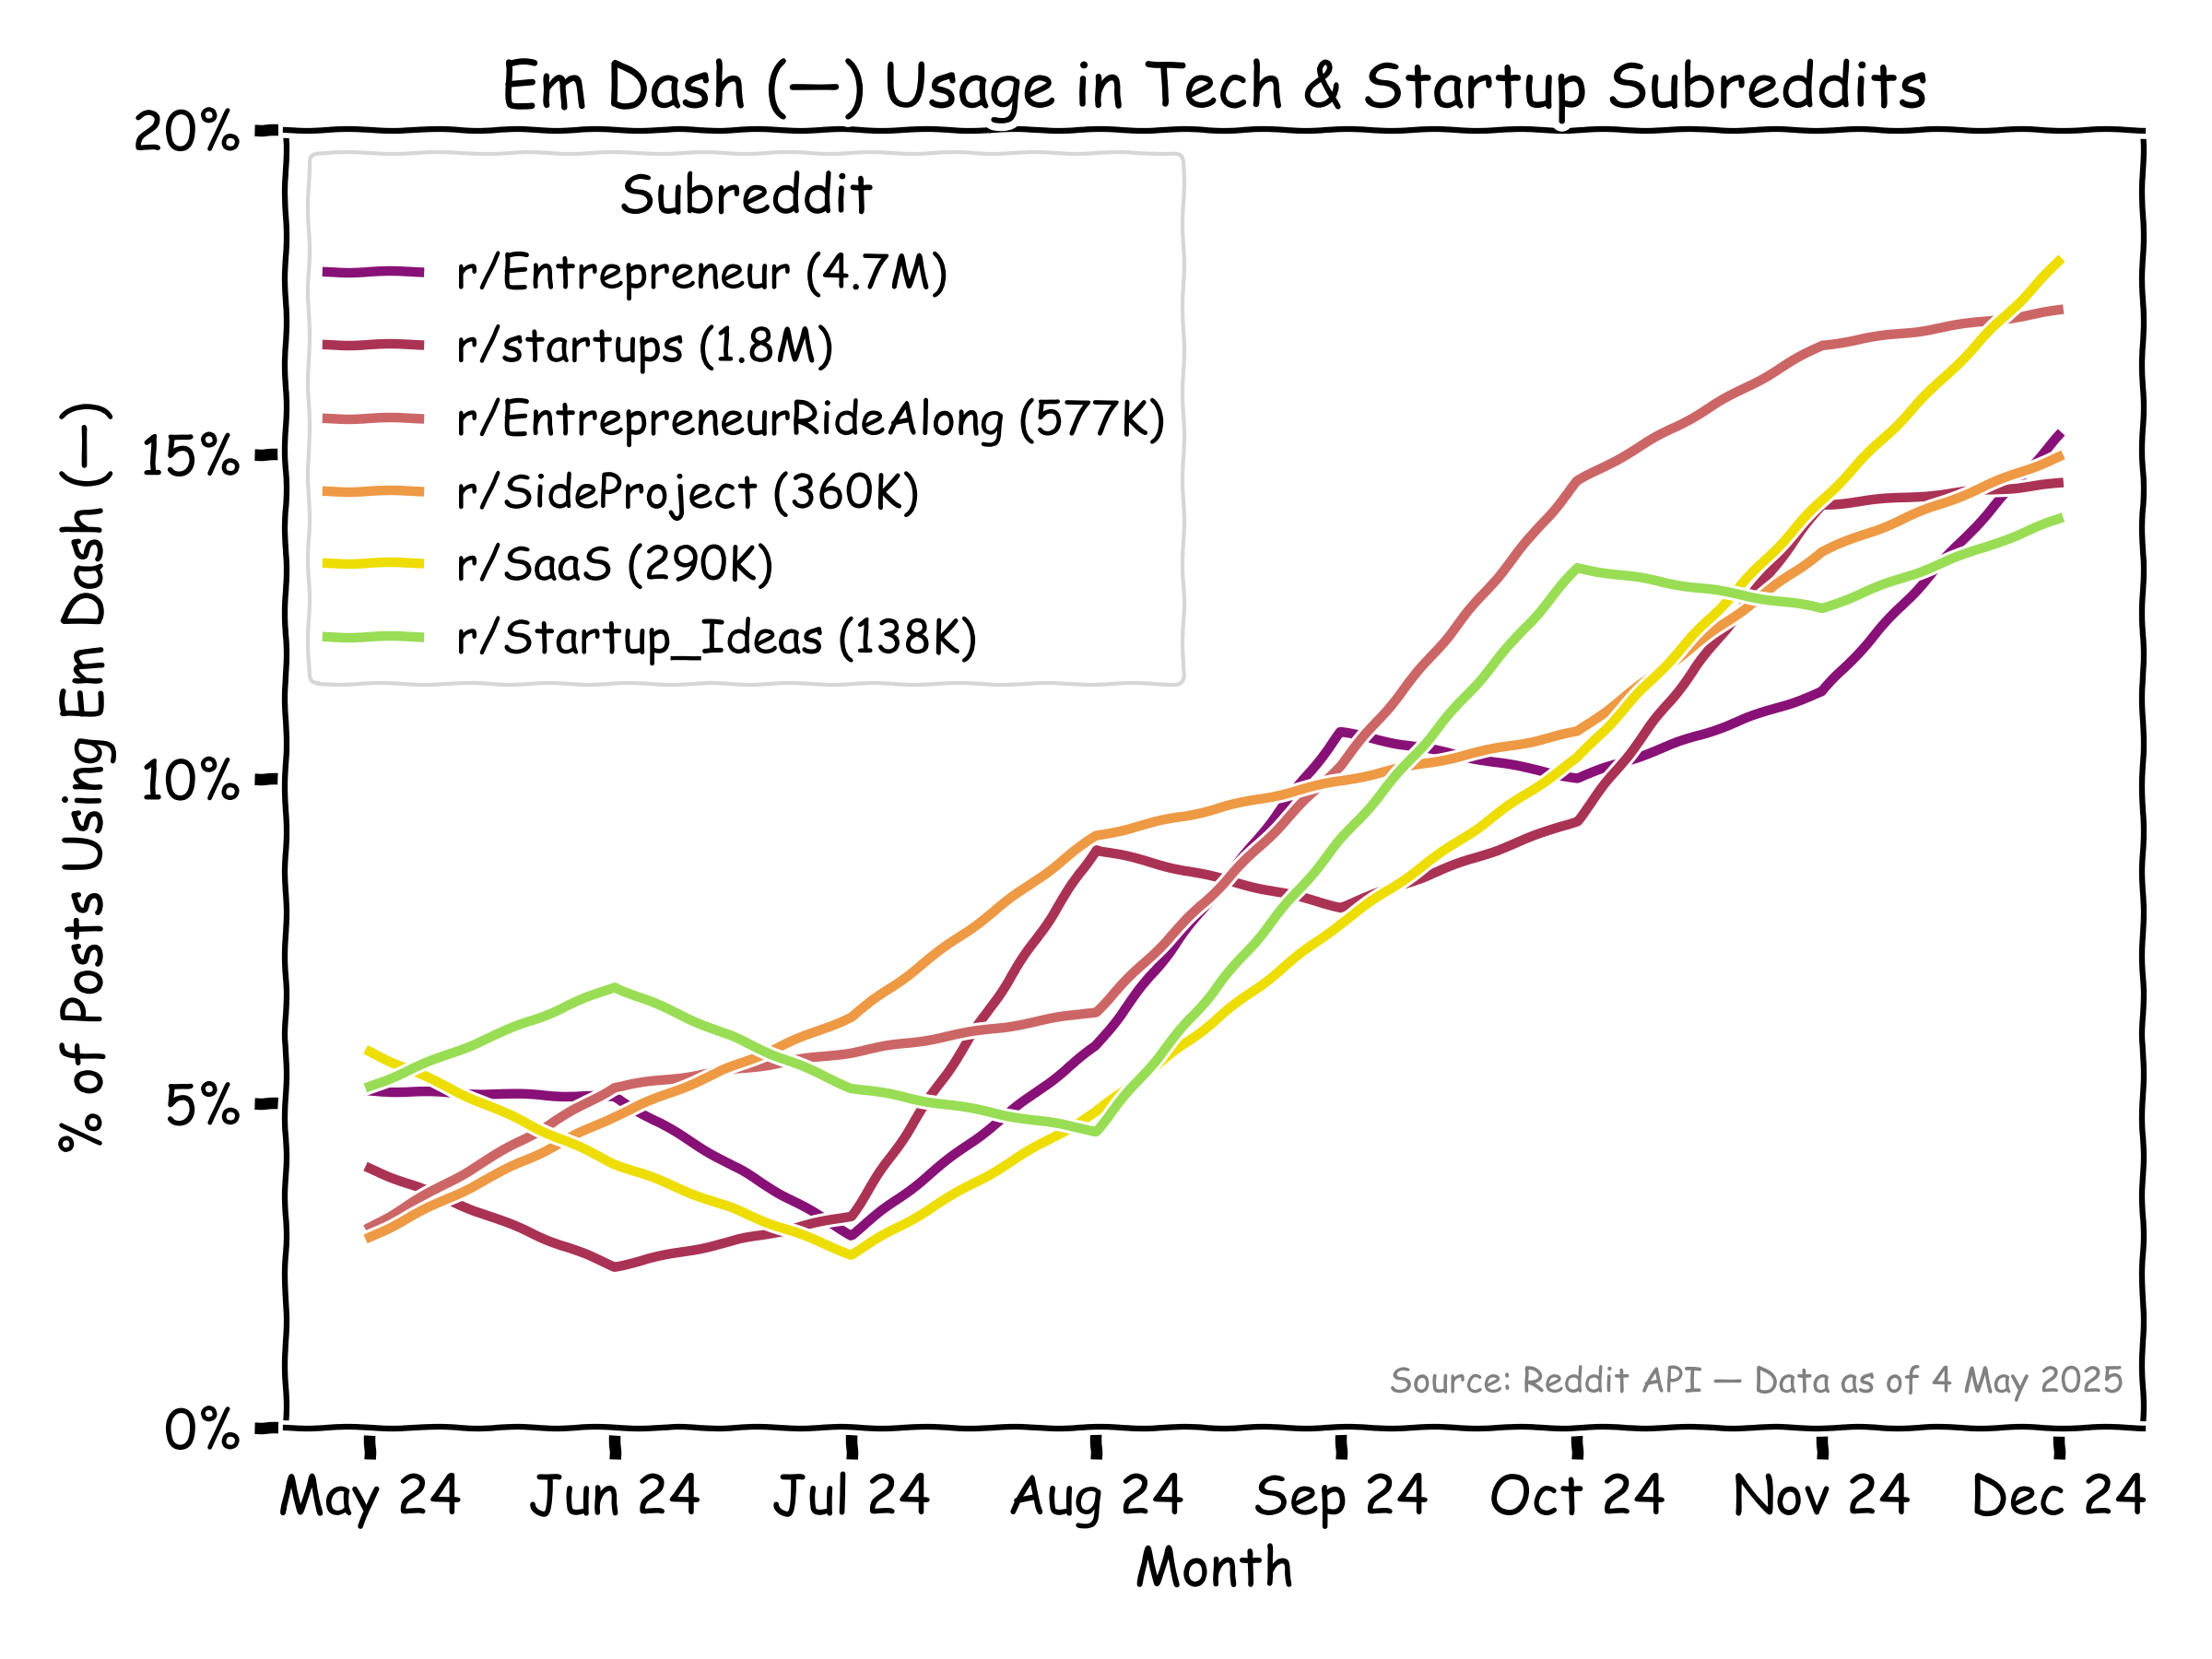 Em Dash (—) Usage in Tech & Startup Subreddits
% of Posts Using Em Dash (—)
20%
15%
10%
5%
0%
Subreddit
r/Entrepreneur (4.7M)
r/startups (1.8M)
r/EntrepreneurRideAlong (577K)
r/SideProject (360K)
r/SaaS (290K)
r/Startup_Ideas (138K)
Source: Reddit API — Data as of 4 May 2025
May 24 Jun 24 Jul 24 Aug 24 Sep 24 Oct 24 Nov 24 Dec 24
Month